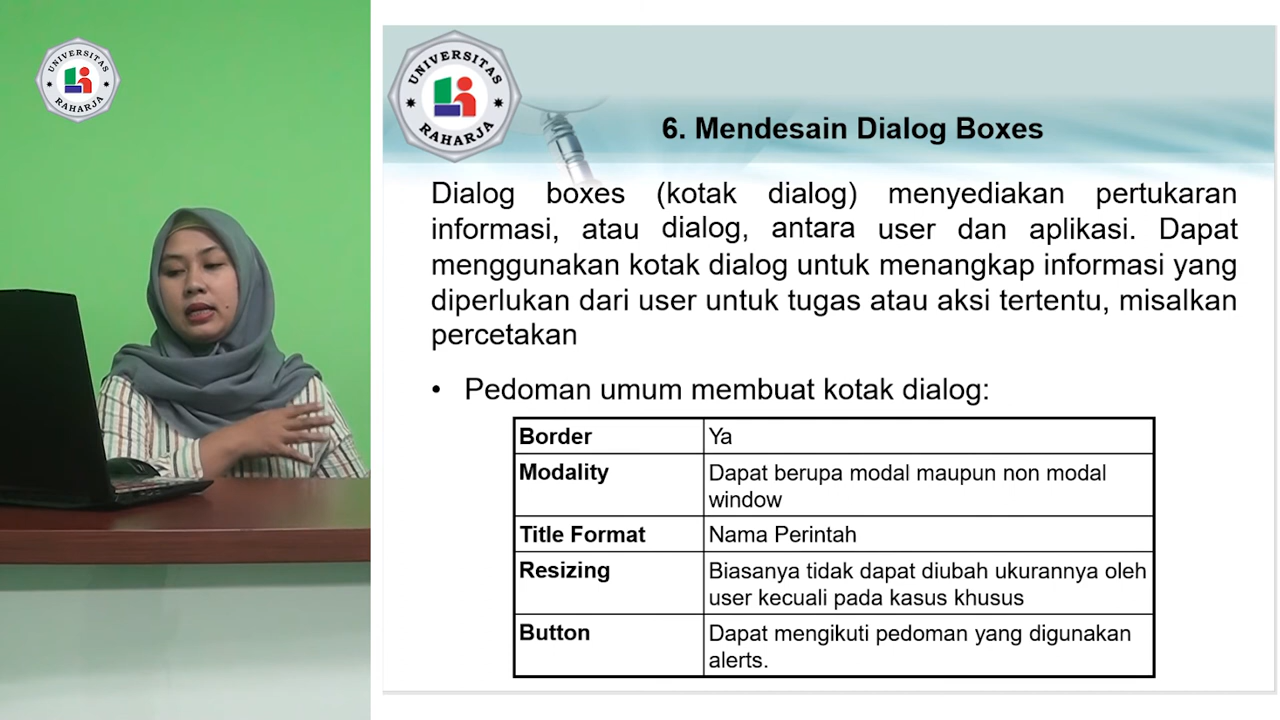 UNIVERSITAS
RAHARJA
UNIVERSITAS
RAHARJA
6. Mendesain Dialog Boxes
Dialog boxes (kotak dialog) menyediakan pertukaran
informasi, atau dialog, antara user dan aplikasi. Dapat
menggunakan kotak dialog untuk menangkap informasi yang
diperlukan dari user untuk tugas atau aksi tertentu, misalkan
percetakan
• Pedoman umum membuat kotak dialog:
Border Ya
Modality Dapat berupa modal maupun non modal
window
Title Format Nama Perintah
Resizing Biasanya tidak dapat diubah ukurannya oleh
user kecuali pada kasus khusus
Button Dapat mengikuti pedoman yang digunakan
alerts.